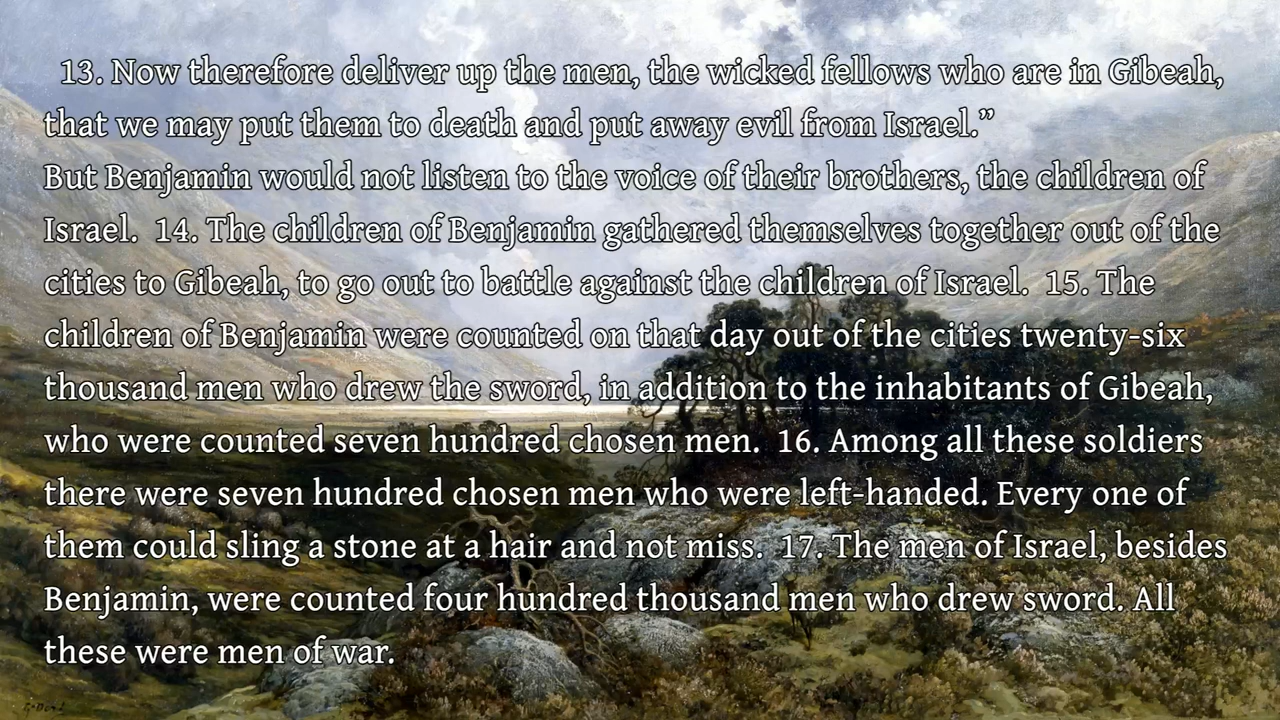 13. Now therefore deliver up the men, the wicked fellows who are in Gibeah,
that we may put them to death and put away evil from Israel.”
But Benjamin would not listen to the voice of their brothers, the children of
Israel. 14. The children of Benjamin gathered themselves together out of the
cities to Gibeah, to go out to battle against the children of Israel. 15. The
children of Benjamin were counted on that day out of the cities twenty-six
thousand men who drew the sword, in addition to the inhabitants of Gibeah,
who were counted seven hundred chosen men. 16. Among all these soldiers
there were seven hundred chosen men who were left-handed. Every one of
them could sling a stone at a hair and not miss. 17. The men of Israel, besides
Benjamin, were counted four hundred thousand men who drew sword. All
these were men of war.